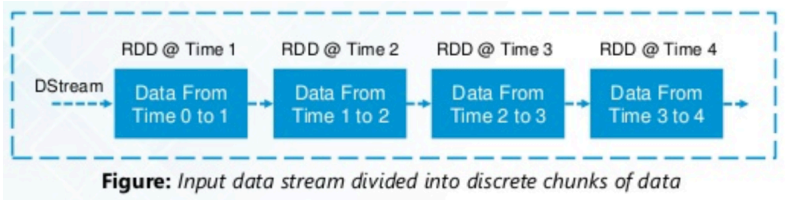 RDD @ Time 1 RDD @ Time 2 RDD @ Time 3 RDD @ Time 4
DStream
Data From Data From Data From Data From
Time 0 to 1 Time 1 to 2 Time 2 to 3 Time 3 to 4
Figure: Input data stream divided into discrete chunks of data